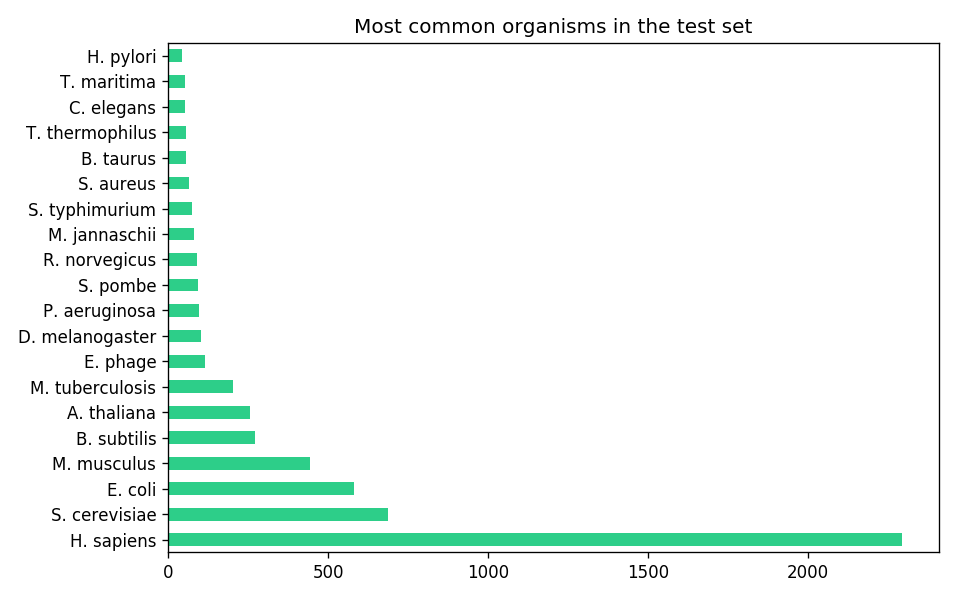 Most common organisms in the test set
H. pylori
T. maritima
C. elegans
T. thermophilus
B. taurus
S. aureus
S. typhimurium
M. jannaschii
R. norvegicus
S. pombe
P. aeruginosa
D. melanogaster
E. phage
M. tuberculosis
A. thaliana
B. subtilis
M. musculus
E. coli
S. cerevisiae
H. sapiens
0 500 1000 1500 2000